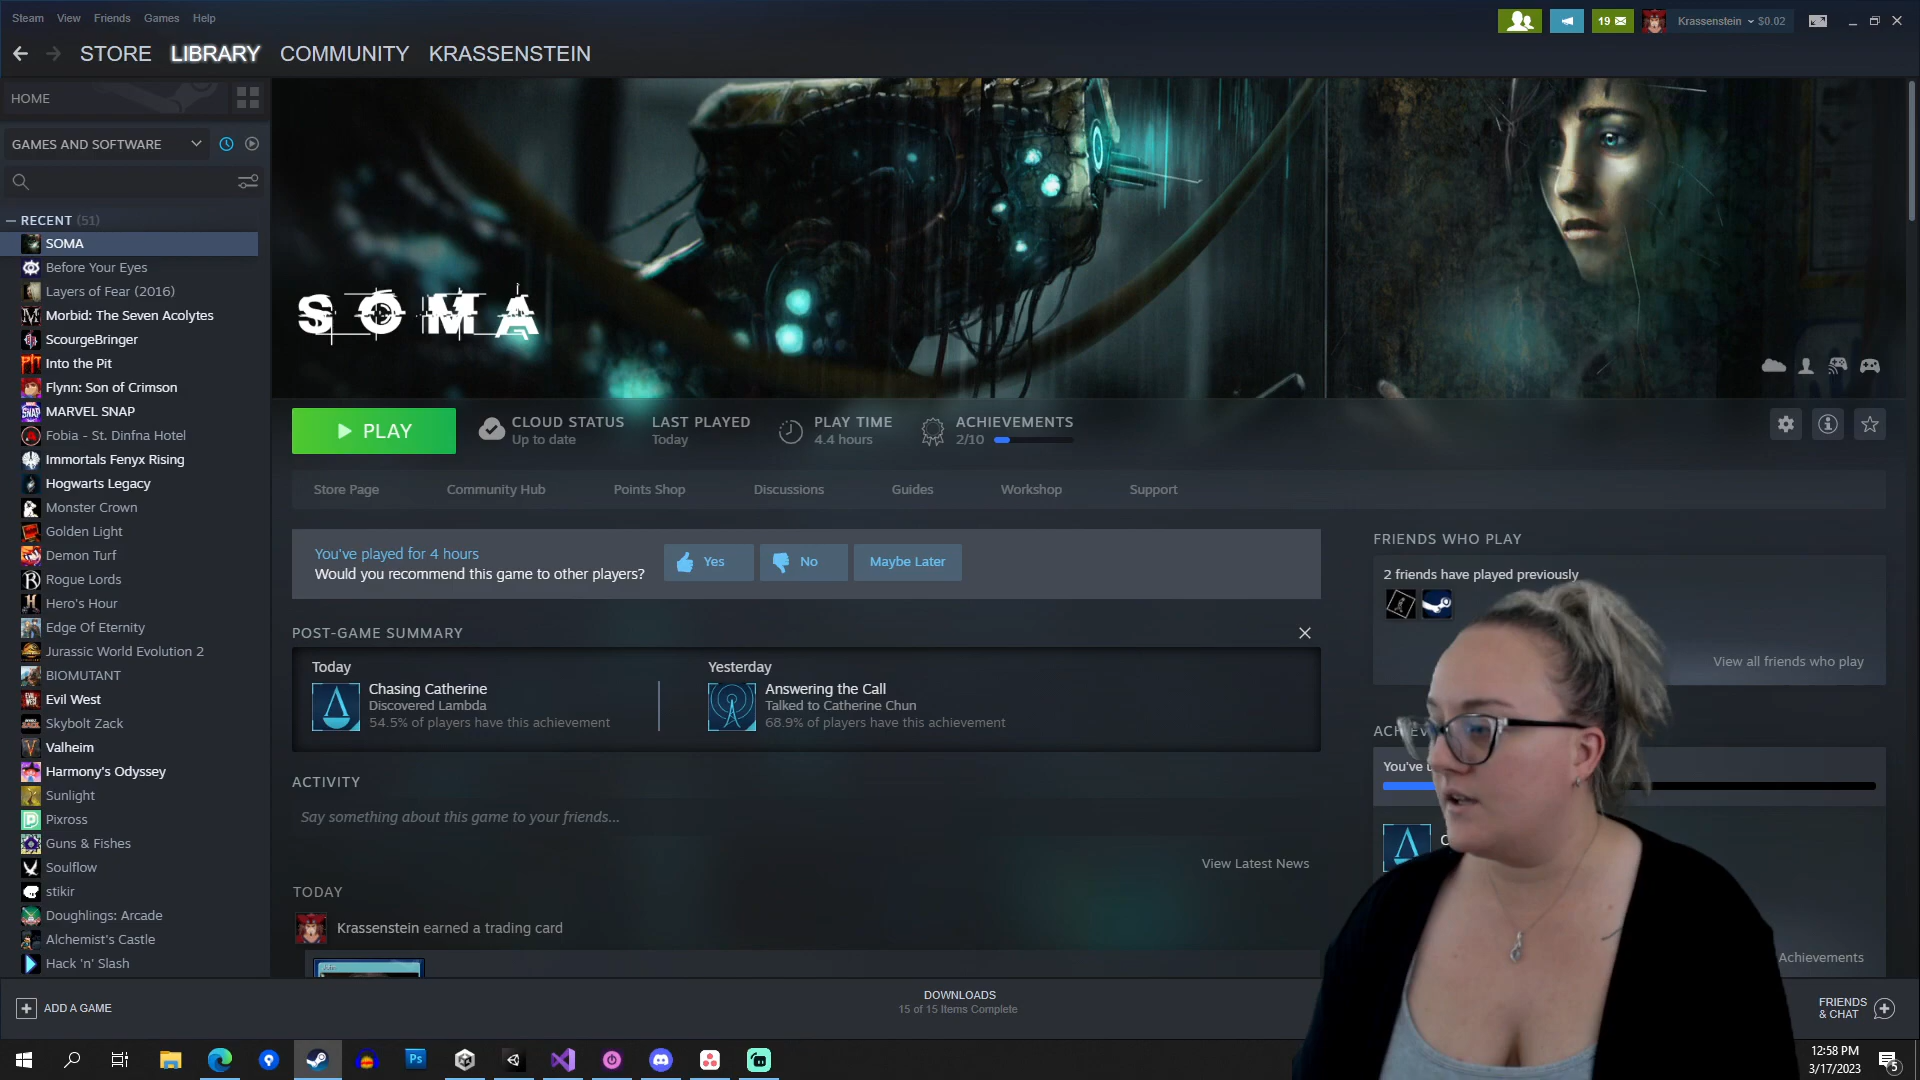 Steam View Friends Games Help
19
Krassenstein $0.02
STORE LIBRARY COMMUNITY KRASSENSTEIN
HOME
GAMES AND SOFTWARE
RECENT (51)
SOMA
Before Your Eyes
Layers of Fear (2016)
Morbid: The Seven Acolytes
ScourgeBringer
Into the Pit
Flynn: Son of Crimson
MARVEL SNAP
Fobia - St. Dinfna Hotel
Immortals Fenyx Rising
Hogwarts Legacy
Monster Crown
Golden Light
Demon Turf
Rogue Lords
Hero's Hour
Edge Of Eternity
Jurassic World Evolution 2
BIOMUTANT
Evil West
Skybolt Zack
Valheim
Harmony's Odyssey
Sunlight
Pixross
Guns & Fishes
Soulflow
stikir
Doughlings: Arcade
Alchemist's Castle
Hack 'n' Slash
SOMA
PLAY
CLOUD STATUS
Up to date
LAST PLAYED
Today
PLAY TIME
4.4 hours
ACHIEVEMENTS
2/10
Store Page Community Hub Points Shop Discussions Guides Workshop Support
You've played for 4 hours
Would you recommend this game to other players?
Yes No Maybe Later
POST-GAME SUMMARY
Today
Chasing Catherine
Discovered Lambda
54.5% of players have this achievement
Yesterday
Answering the Call
Talked to Catherine Chun
68.9% of players have this achievement
ACTIVITY
Say something about this game to your friends...
View Latest News
TODAY
Krassenstein earned a trading card
FRIENDS WHO PLAY
2 friends have played previously
View all friends who play
You've
Achievements
ADD A GAME
DOWNLOADS
15 of 15 Items Complete
FRIENDS
& CHAT
Ps
12:58 PM
3/17/2023
5